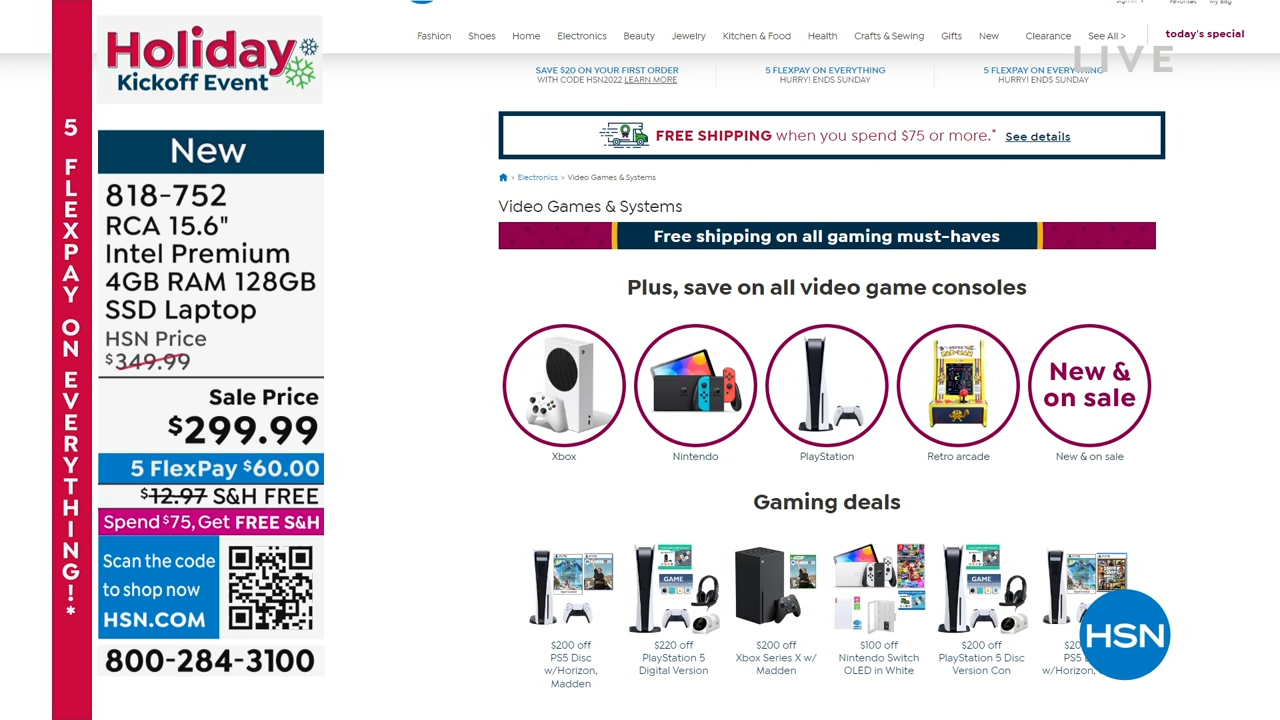 5 FLEXPAY ON EVERYTHING!*
Holiday
Kickoff Event
New
818-752
RCA 15.6"
Intel Premium
4GB RAM 128GB
SSD Laptop
HSN Price
$349.99
Sale Price
$299.99
5 FlexPay $60.00
$12.97 S&H FREE
Spend $75, Get FREE S&H
Scan the code
to shop now
HSN.COM
800-284-3100
Fashion Shoes Home Electronics Beauty Jewelry Kitchen & Food Health Crafts & Sewing Gifts New Clearance See All > today's special
LIVE
SAVE $20 ON YOUR FIRST ORDER 5 FLEXPAY ON EVERYTHING 5 FLEXPAY ON EVERYTHING
WITH CODE HSN2022 LEARN MORE HURRY! ENDS SUNDAY HURRY! ENDS SUNDAY
FREE SHIPPING when you spend $75 or more.* See details
> Electronics > Video Games & Systems
Video Games & Systems
Free shipping on all gaming must-haves
Plus, save on all video game consoles
New &
on sale
Xbox Nintendo PlayStation Retro arcade New & on sale
Gaming deals
GAME GAME
$200 off $220 off $200 off $100 off $220 off $20
PS5 Disc PlayStation 5 Xbox Series X w/ Nintendo Switch PlayStation 5 Disc PS5
w/Horizon, Digital Version Madden OLED in White Version Con w/Horizon,
Madden
HSN